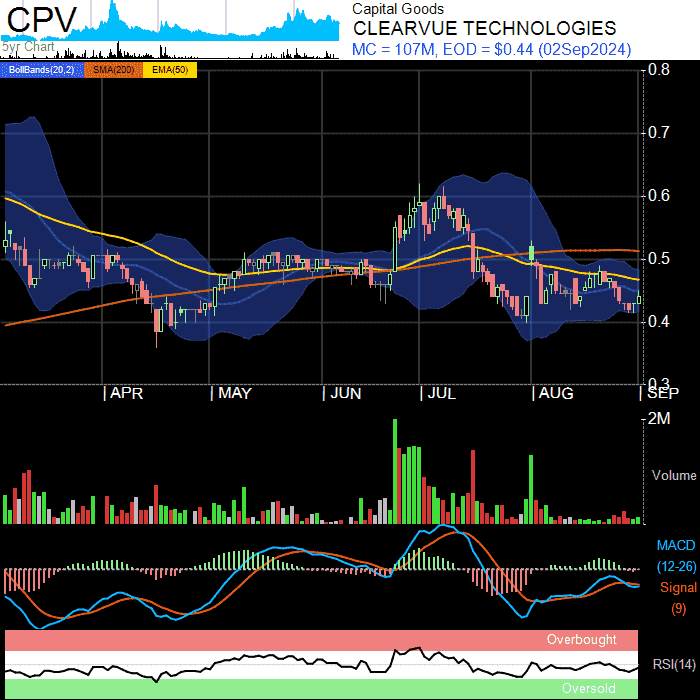 CPV
5yr Chart
Capital Goods
CLEARVUE TECHNOLOGIES
MC = 107M, EOD = $0.44 (02Sep2024)
BollBands(20,2) SMA(200) EMA(50)
0.8
0.7
0.6
0.5
0.4
0.3
APR MAY JUN JUL AUG SEP
2M
Volume
MACD
(12-26)
Signal
(9)
Overbought
RSI(14)
Oversold